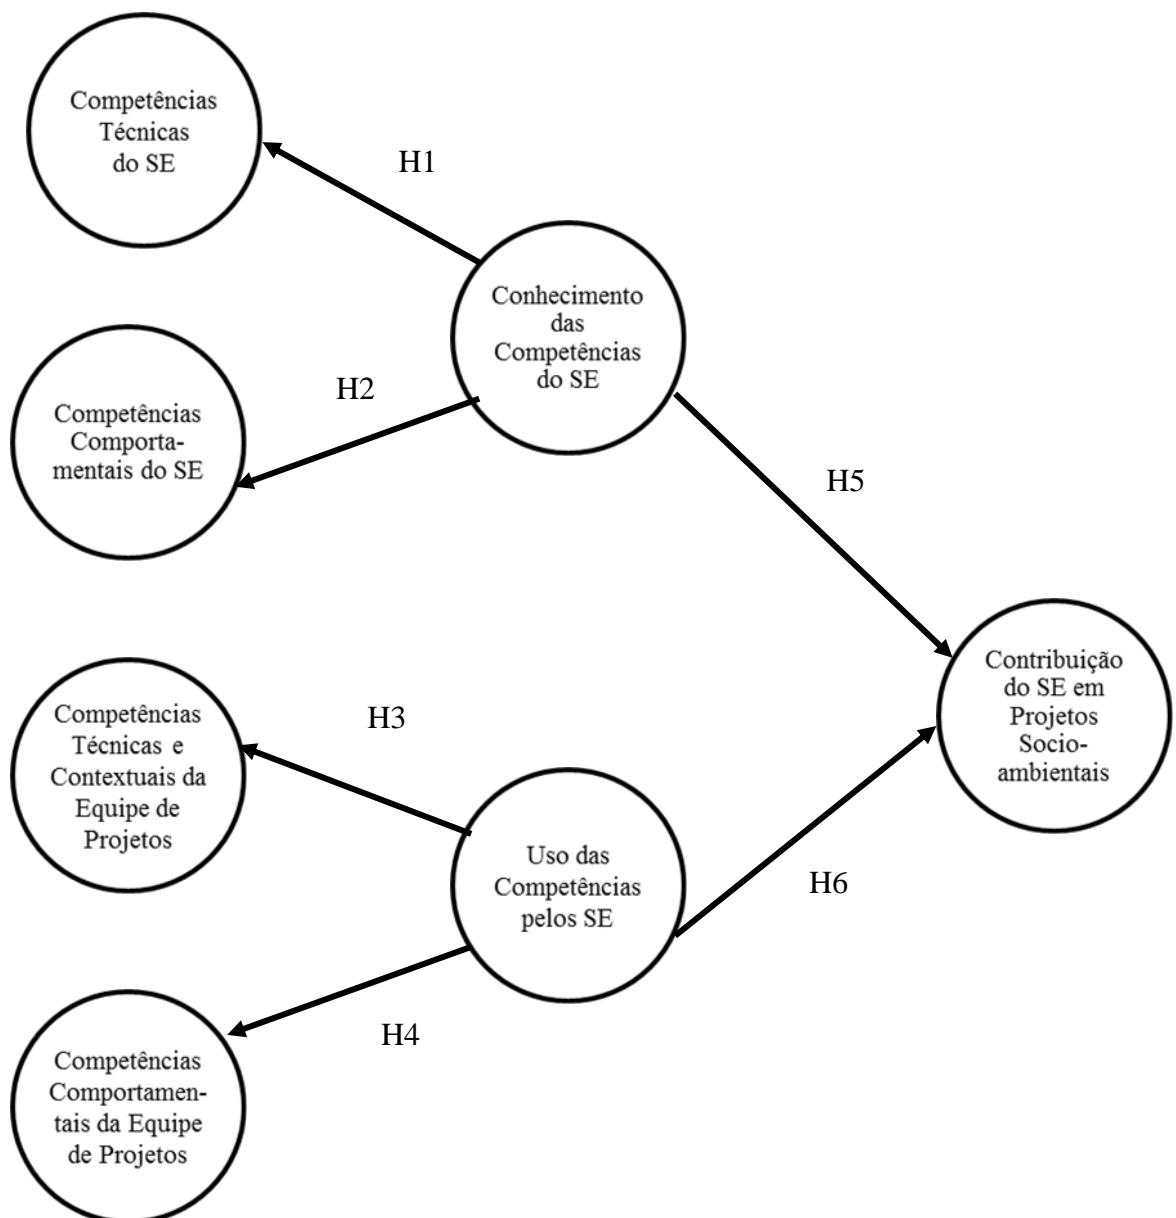 Competências
Técnicas
do SE
H1
Conhecimento
das
Competências
do SE
H2
Competências
Comporta-
mentais do SE
H5
Contribuição
do SE em
Projetos
Socio-
ambientais
H3
Competências
Técnicas e
Contextuais da
Equipe de
Projetos
Uso das
Competências
pelos SE
H6
H4
Competências
Comportamen-
tais da Equipe
de Projetos